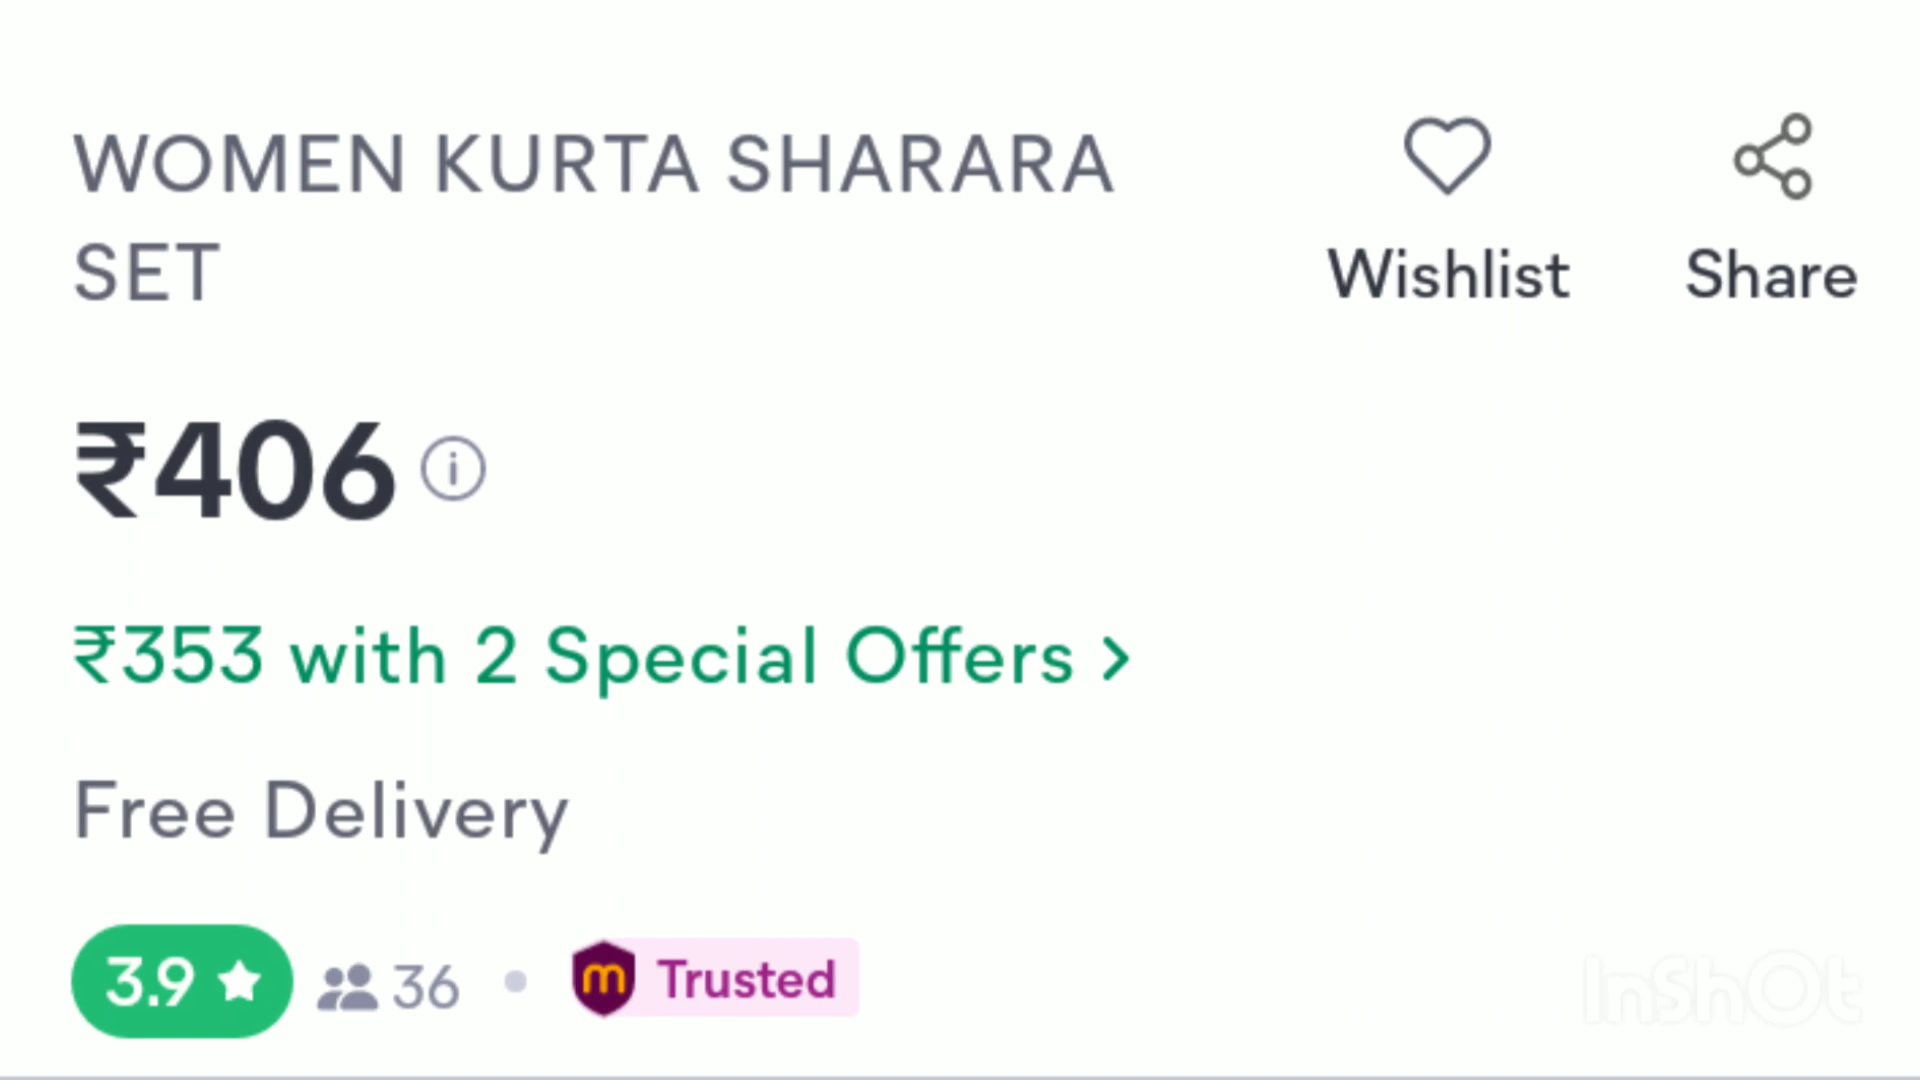 WOMEN KURTA SHARARA
SET
Wishlist
Share
₹406
₹353 with 2 Special Offers >
Free Delivery
3.9 ★ 36 • m Trusted
InShOt